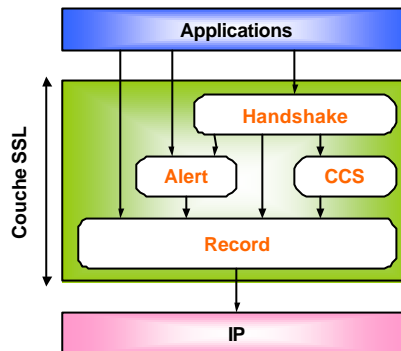 Applications
Couche SSL
Handshake
Alert
CCS
Record
IP